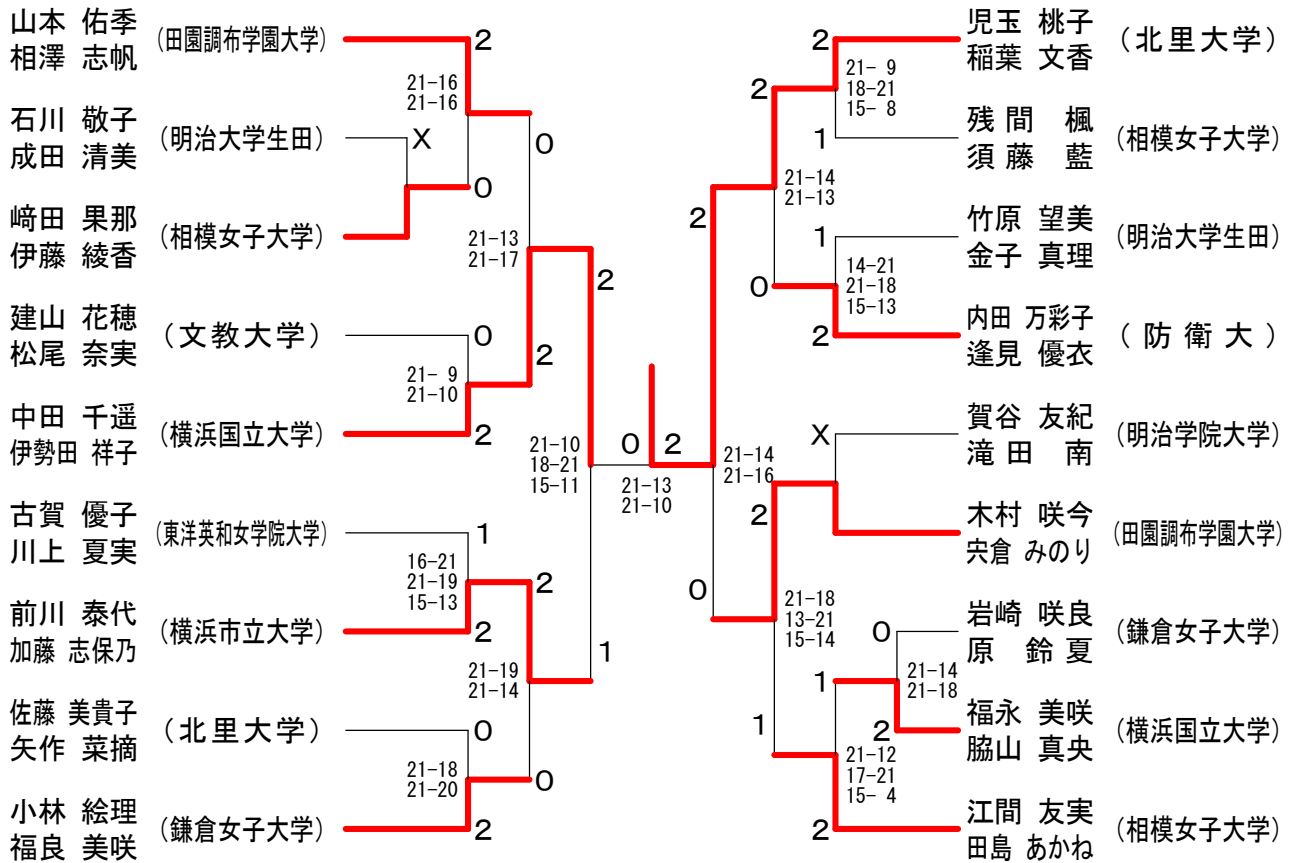 山本 佑季
相澤 志帆
(田園調布学園大学)
2
21-16
21-16
石川 敬子
成田 清美
(明治大学生田)
X
0
0
﨑田 果那
伊藤 綾香
(相模女子大学)
21-13
21-17
2
建山 花穂
松尾 奈実
(文教大学)
0
2
21- 9
21-10
中田 千遥
伊勢田 祥子
(横浜国立大学)
2
21-10
18-21
15-11
古賀 優子
川上 夏実
(東洋英和女学院大学)
1
16-21
21-19
15-13
2
前川 泰代
加藤 志保乃
(横浜市立大学)
2
1
21-19
21-14
佐藤 美貴子
矢作 菜摘
(北里大学)
0
21-18
21-20
0
小林 絵理
福良 美咲
(鎌倉女子大学)
2
0
2
21-13
21-10
児玉 桃子
稲葉 文香
(北里大学)
2
21- 9
18-21
15- 8
2
残間 楓
須藤 藍
(相模女子大学)
1
21-14
21-13
2
竹原 望美
金子 真理
(明治大学生田)
1
14-21
21-18
15-13
0
内田 万彩子
逢見 優衣
(防衛大)
2
賀谷 友紀
滝田 南
(明治学院大学)
X
21-14
21-16
2
木村 咲今
宍倉 みのり
(田園調布学園大学)
0
21-18
13-21
15-14
岩崎 咲良
原 鈴夏
(鎌倉女子大学)
0
21-14
21-18
1
福永 美咲
脇山 真央
(横浜国立大学)
2
1
21-12
17-21
15- 4
江間 友実
田島 あかね
(相模女子大学)
2